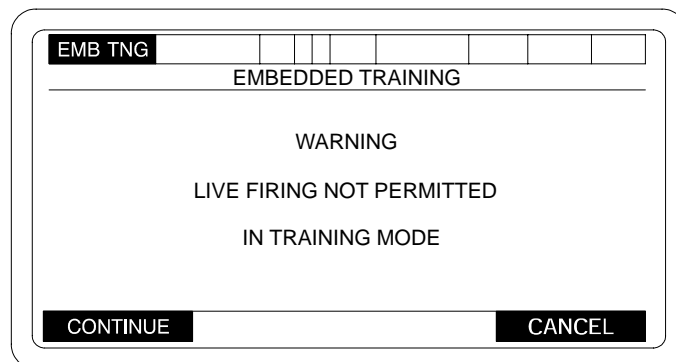 EMB TNG
EMBEDDED TRAINING
WARNING
LIVE FIRING NOT PERMITTED
IN TRAINING MODE
CONTINUE CANCEL